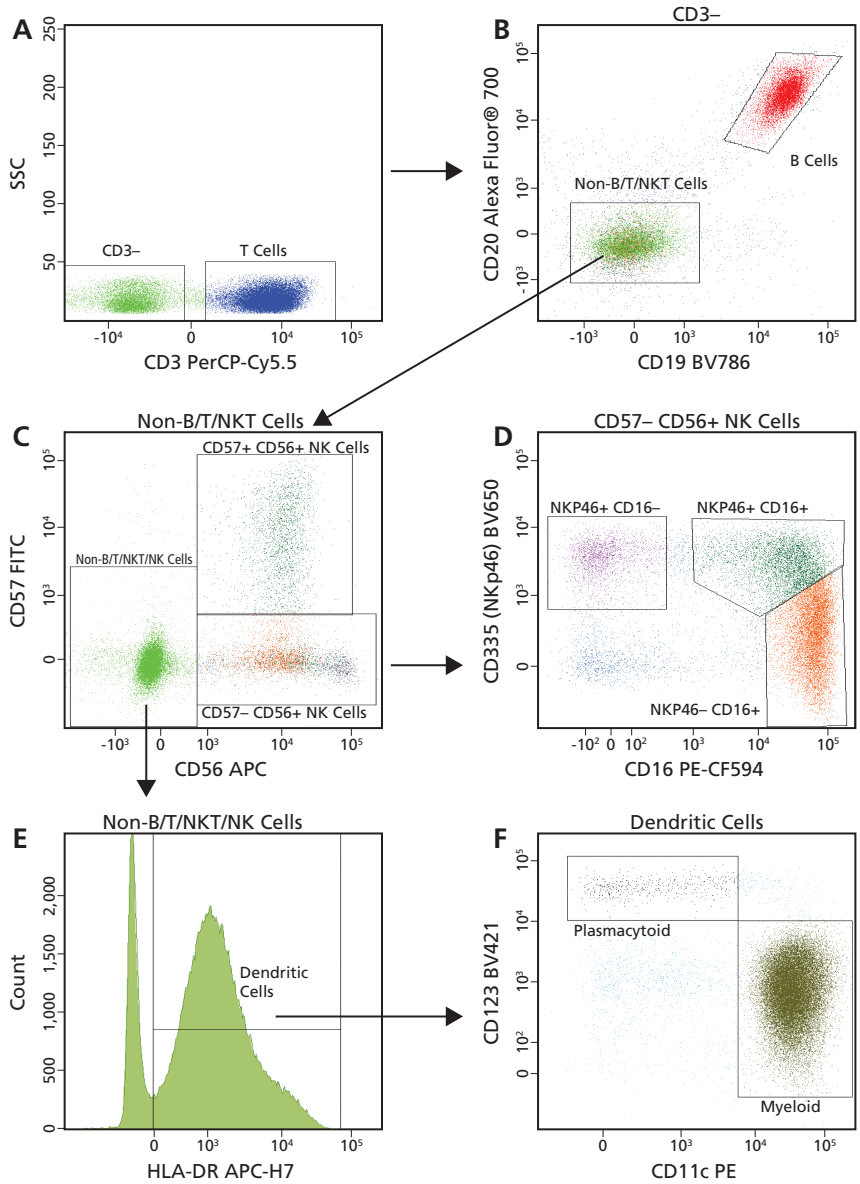 A
250
200
150
100
50
SSC
CD3–
T Cells
-10⁴
0
10⁴
10⁵
CD3 PerCP-Cy5.5
B
CD3–
10⁵
10⁴
10³
0
-10³
CD20 Alexa Fluor® 700
B Cells
Non-B/T/NKT Cells
-10³
0
10³
10⁴
10⁵
CD19 BV786
C
Non-B/T/NKT Cells
10⁵
10⁴
10³
0
CD57 FITC
CD57+ CD56+ NK Cells
Non-B/T/NKT/NK Cells
CD57– CD56+ NK Cells
-10³
0
10³
10⁴
10⁵
CD56 APC
D
CD57– CD56+ NK Cells
10⁵
10⁴
10³
0
CD335 (NKp46) BV650
NKP46+ CD16–
NKP46+ CD16+
NKP46– CD16+
-10²
0
10²
10³
10⁴
10⁵
CD16 PE-CF594
E
Non-B/T/NKT/NK Cells
2,000
1,500
1,000
500
0
Count
Dendritic
Cells
0
10³
10⁴
10⁵
HLA-DR APC-H7
F
Dendritic Cells
10⁵
10⁴
10³
10²
0
CD123 BV421
Plasmacytoid
Myeloid
0
10³
10⁴
10⁵
CD11c PE